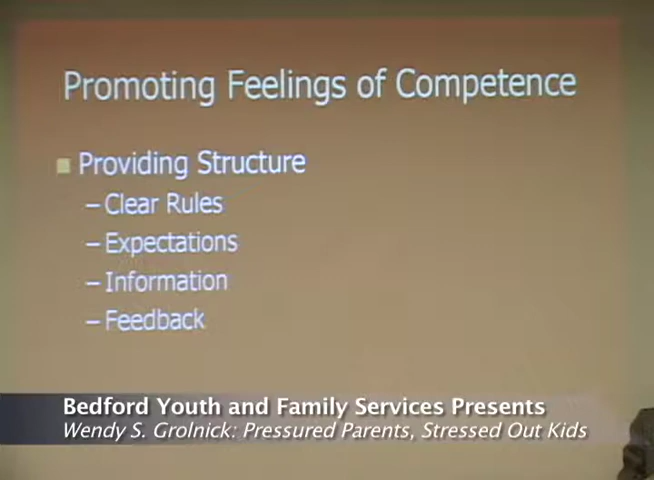 Promoting Feelings of Competence
Providing Structure
– Clear Rules
– Expectations
– Information
– Feedback
Bedford Youth and Family Services Presents
Wendy S. Grolnick: Pressured Parents, Stressed Out Kids